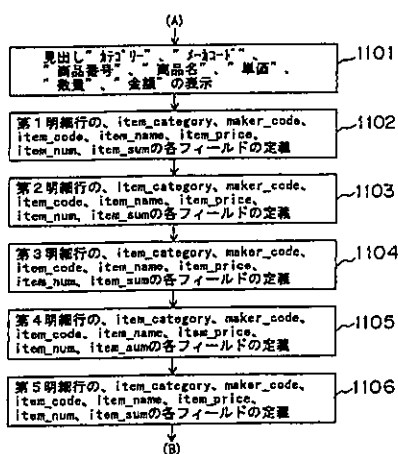 (A)
見出し"カテゴリー"、"メーカコード"、
"商品番号"、"商品名"、"単価"、
"数量"、"金額"の表示
1101
第1明細行の、item_category、maker_code、
item_code、item_name、item_price、
item_num、item_sumの各フィールドの定義
1102
第2明細行の、item_category、maker_code、
item_code、item_name、item_price、
item_num、item_sumの各フィールドの定義
1103
第3明細行の、item_category、maker_code、
item_code、item_name、item_price、
item_num、item_sumの各フィールドの定義
1104
第4明細行の、item_category、maker_code、
item_code、item_name、item_price、
item_num、item_sumの各フィールドの定義
1105
第5明細行の、item_category、maker_code、
item_code、item_name、item_price、
item_num、item_sumの各フィールドの定義
1106
(B)